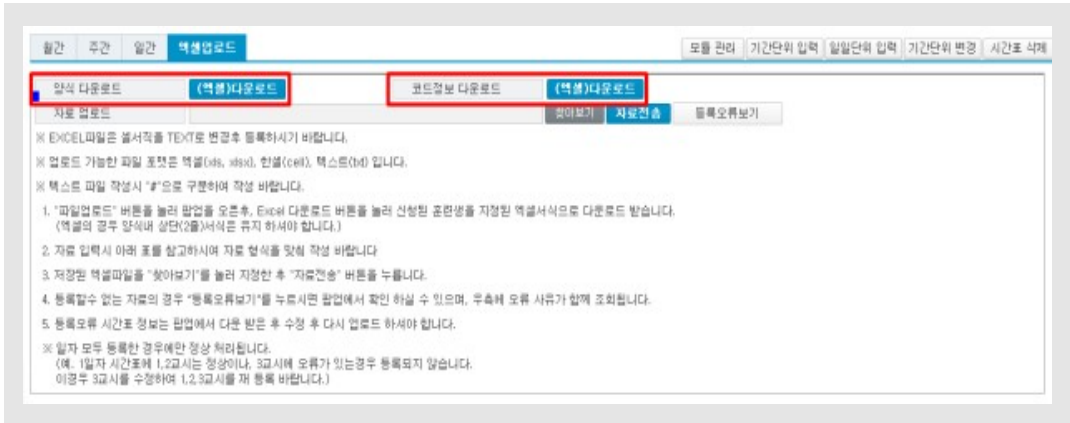 월간 주간 일간 엑셀업로드 모듈 관리 기간단위 입력 일일단위 입력 기간단위 변경 시간표 삭제
양식 다운로드 (엑셀)다운로드 코드정보 다운로드 (엑셀)다운로드
자료 업로드 찾아보기 자료전송 등록오류보기
※ EXCEL파일은 셀서식을 TEXT로 변경후 등록하시기 바랍니다.
※ 업로드 가능한 파일 포맷은 엑셀(xls, xlsx), 한셀(cell), 텍스트(txt) 입니다.
※ 텍스트 파일 작성시 "#"으로 구분하여 작성 바랍니다.
1. "파일업로드" 버튼을 눌러 팝업을 오픈후, Excel 다운로드 버튼을 눌러 신청된 훈련생을 지정된 엑셀서식으로 다운로드 받습니다.
(엑셀의 경우 양식내 상단(2줄)서식은 유지 하셔야 합니다.)
2. 자료 입력시 아래 표를 참고하시여 자료 형식을 맞춰 작성 바랍니다
3. 저장된 엑셀파일을 "찾아보기"를 눌러 지정한 후 "자료전송" 버튼을 누릅니다.
4. 등록할수 없는 자료의 경우 "등록오류보기"를 누르시면 팝업에서 확인 하실 수 있으며, 우측에 오류 사유가 함께 조회됩니다.
5. 등록오류 시간표 정보는 팝업에서 다운 받은 후 수정 후 다시 업로드 하셔야 합니다.
※ 일자 모두 등록한 경우에만 정상 처리됩니다.
(예. 1일자 시간표에 1,2교시는 정상이나, 3교시에 오류가 있는경우 등록되지 않습니다.
이경우 3교시를 수정하여 1,2,3교시를 재 등록 바랍니다.)